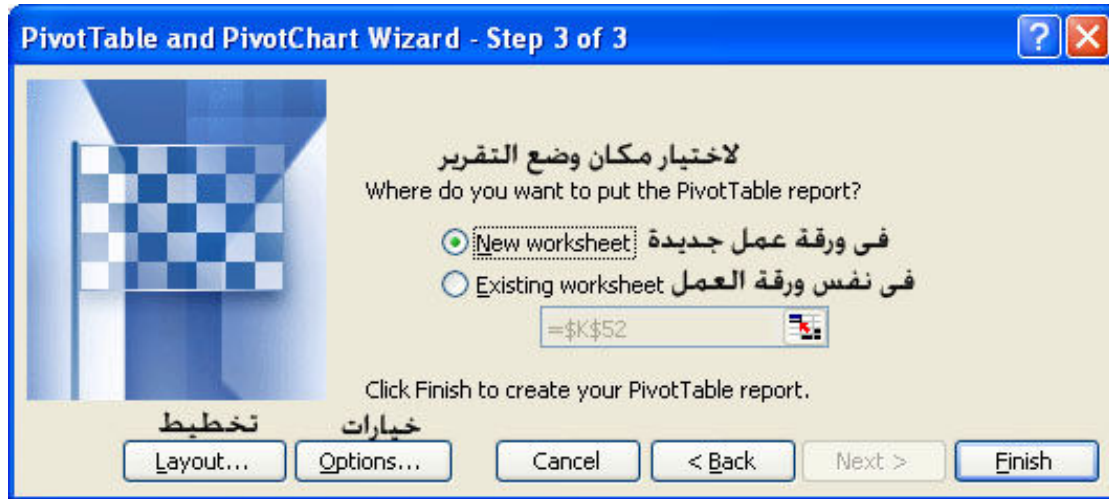 PivotTable and PivotChart Wizard - Step 3 of 3
لاختيار مكان وضع التقرير
Where do you want to put the PivotTable report?
New worksheet فى ورقة عمل جديدة
Existing worksheet فى نفس ورقة العمل
=$K$52
Click Finish to create your PivotTable report.
تخطيط خيارات
Layout... Options... Cancel < Back Next > Finish